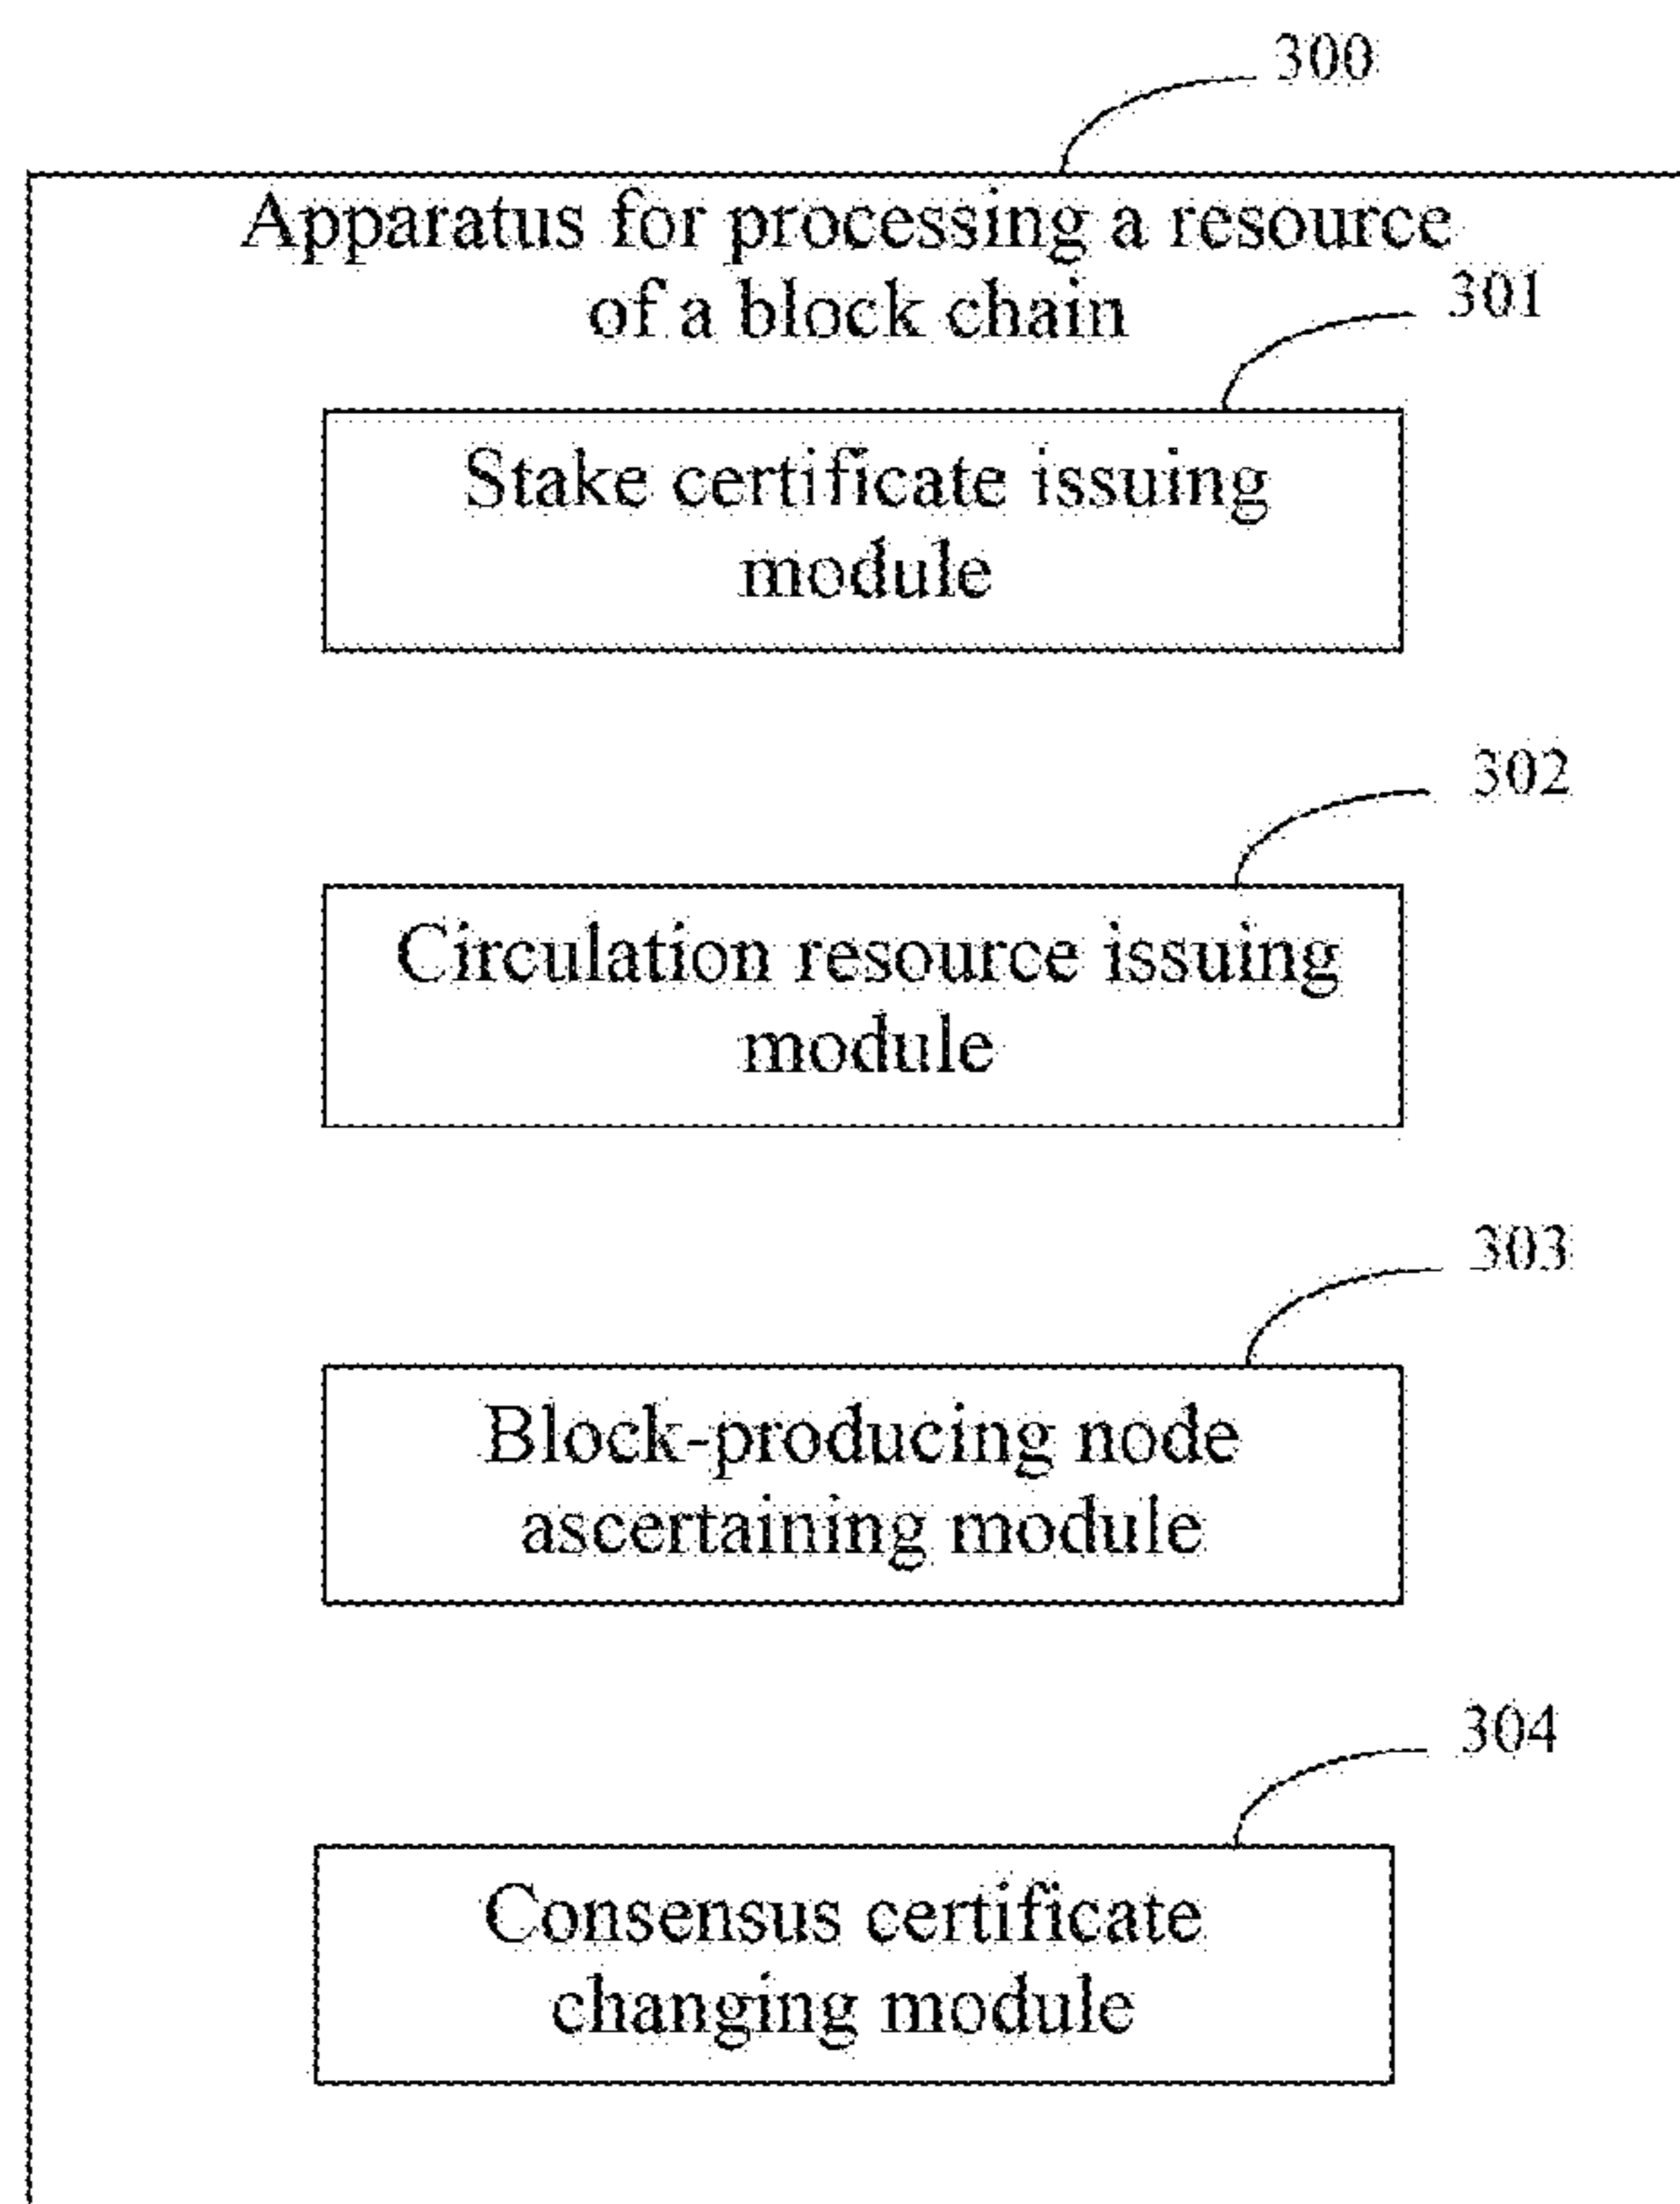 300
Apparatus for processing a resource
of a block chain
301
Stake certificate issuing
module
302
Circulation resource issuing
module
303
Block-producing node
ascertaining module
304
Consensus certificate
changing module